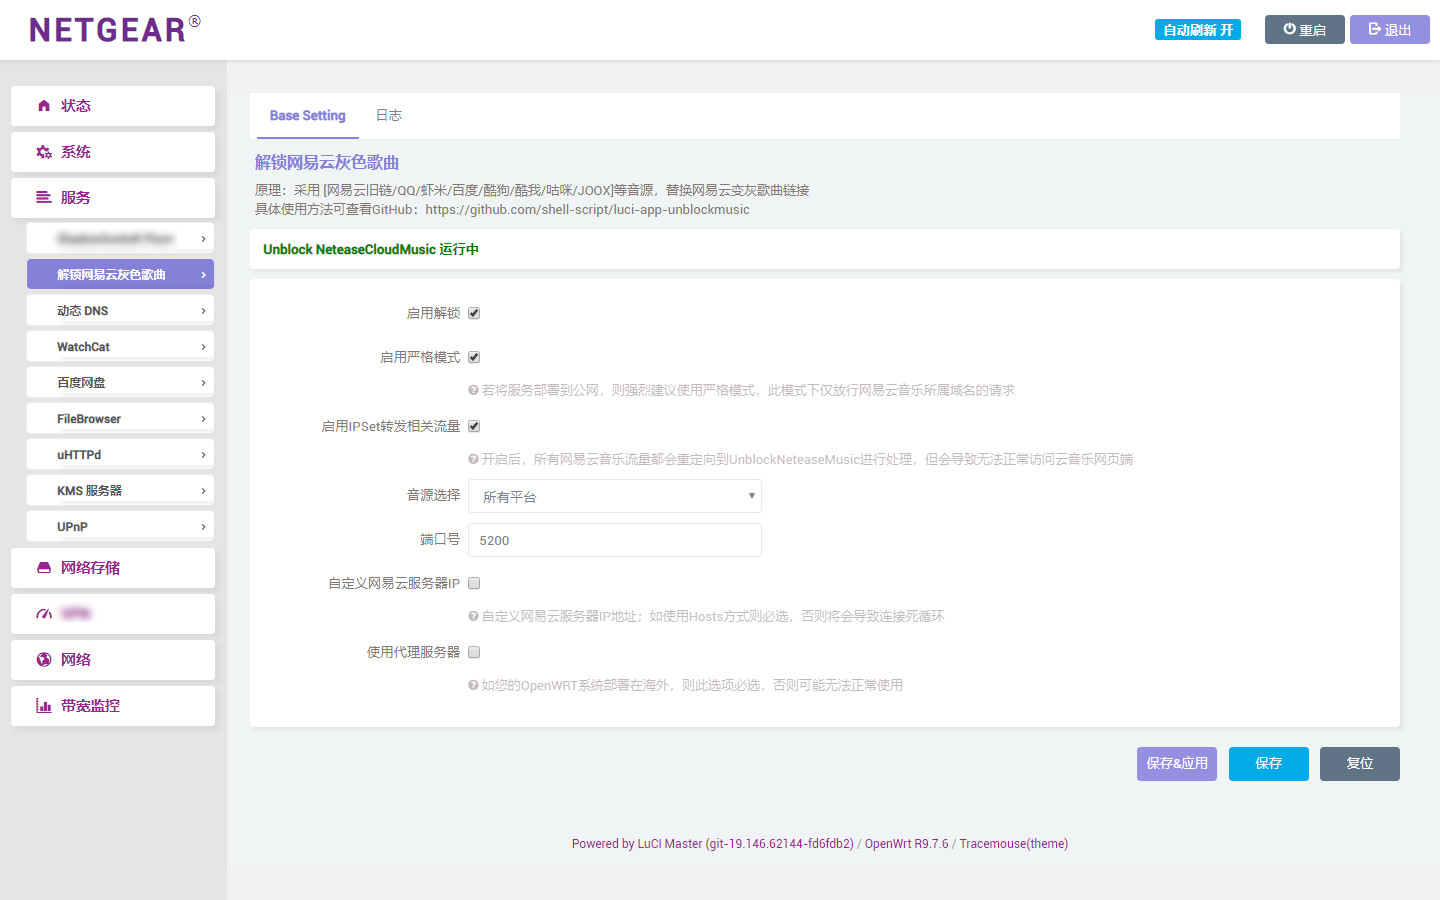 NETGEAR®
自动刷新 开
重启
退出
状态
系统
服务
解锁网易云灰色歌曲
动态 DNS
WatchCat
百度网盘
FileBrowser
uHTTPd
KMS 服务器
UPnP
网络存储
网络
带宽监控
Base Setting
日志
解锁网易云灰色歌曲
原理：采用 [网易云旧链/QQ/虾米/百度/酷狗/酷我/咕咪/JOOX]等音源，替换网易云变灰歌曲链接
具体使用方法可查看GitHub：https://github.com/shell-script/luci-app-unblockmusic
Unblock NeteaseCloudMusic 运行中
启用解锁
启用严格模式
若将服务部署到公网，则强烈建议使用严格模式，此模式下仅放行网易云音乐所属域名的请求
启用IPSet转发相关流量
开启后，所有网易云音乐流量都会重定向到UnblockNeteaseMusic进行处理，但会导致无法正常访问云音乐网页端
音源选择
所有平台
端口号
5200
自定义网易云服务器IP
自定义网易云服务器IP地址；如使用Hosts方式则必选，否则将会导致连接死循环
使用代理服务器
如您的OpenWRT系统部署在海外，则此选项必选，否则可能无法正常使用
保存&应用
保存
复位
Powered by LuCI Master (git-19.146.62144-fd6fdb2) / OpenWrt R9.7.6 / Tracemouse(theme)